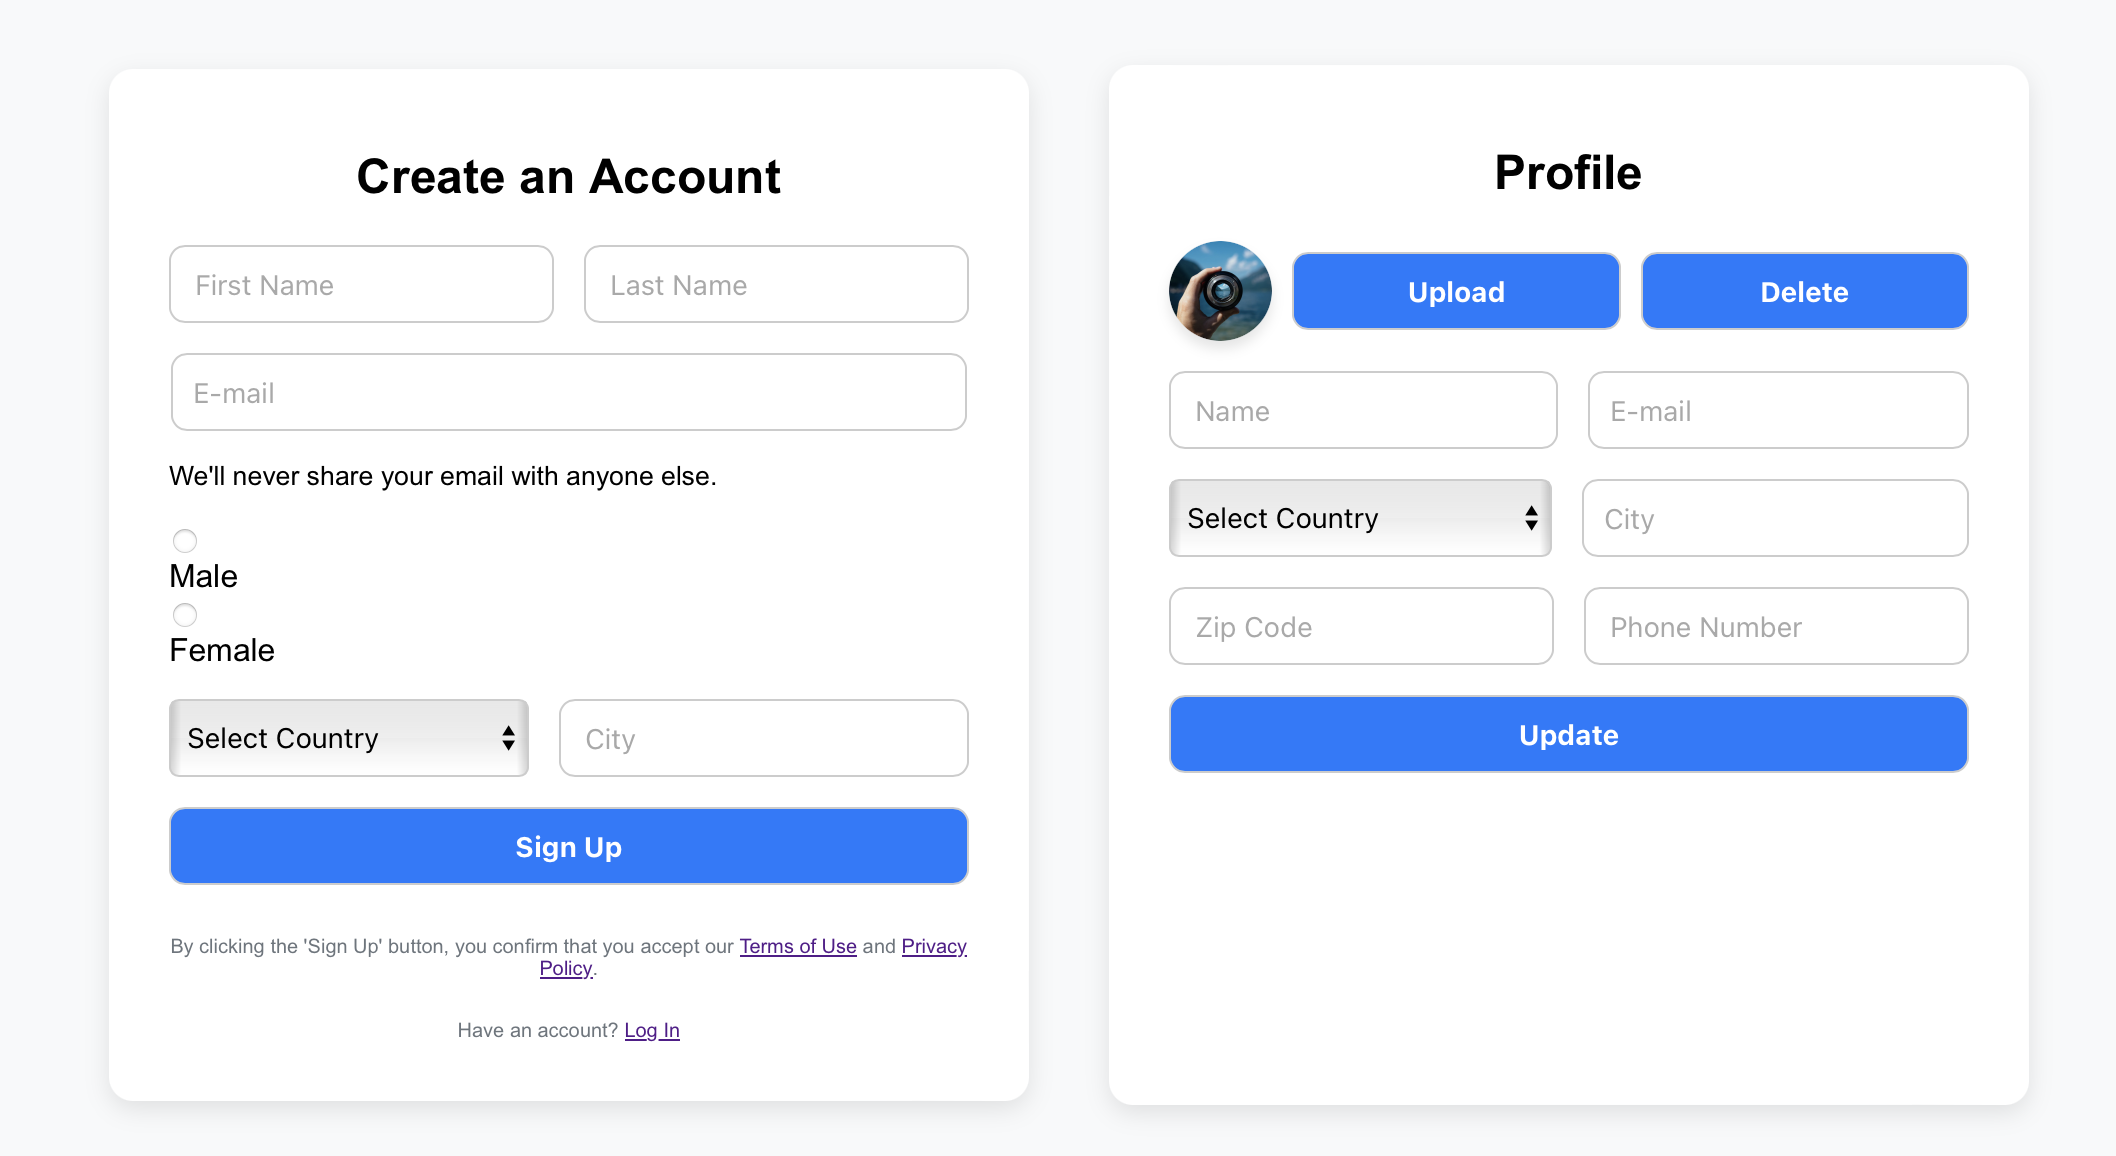 Create an Account
First Name
Last Name
E-mail
We'll never share your email with anyone else.
Male
Female
Select Country
City
Sign Up
By clicking the 'Sign Up' button, you confirm that you accept our Terms of Use and Privacy
Policy.
Have an account? Log In
Profile
Upload
Delete
Name
E-mail
Select Country
City
Zip Code
Phone Number
Update